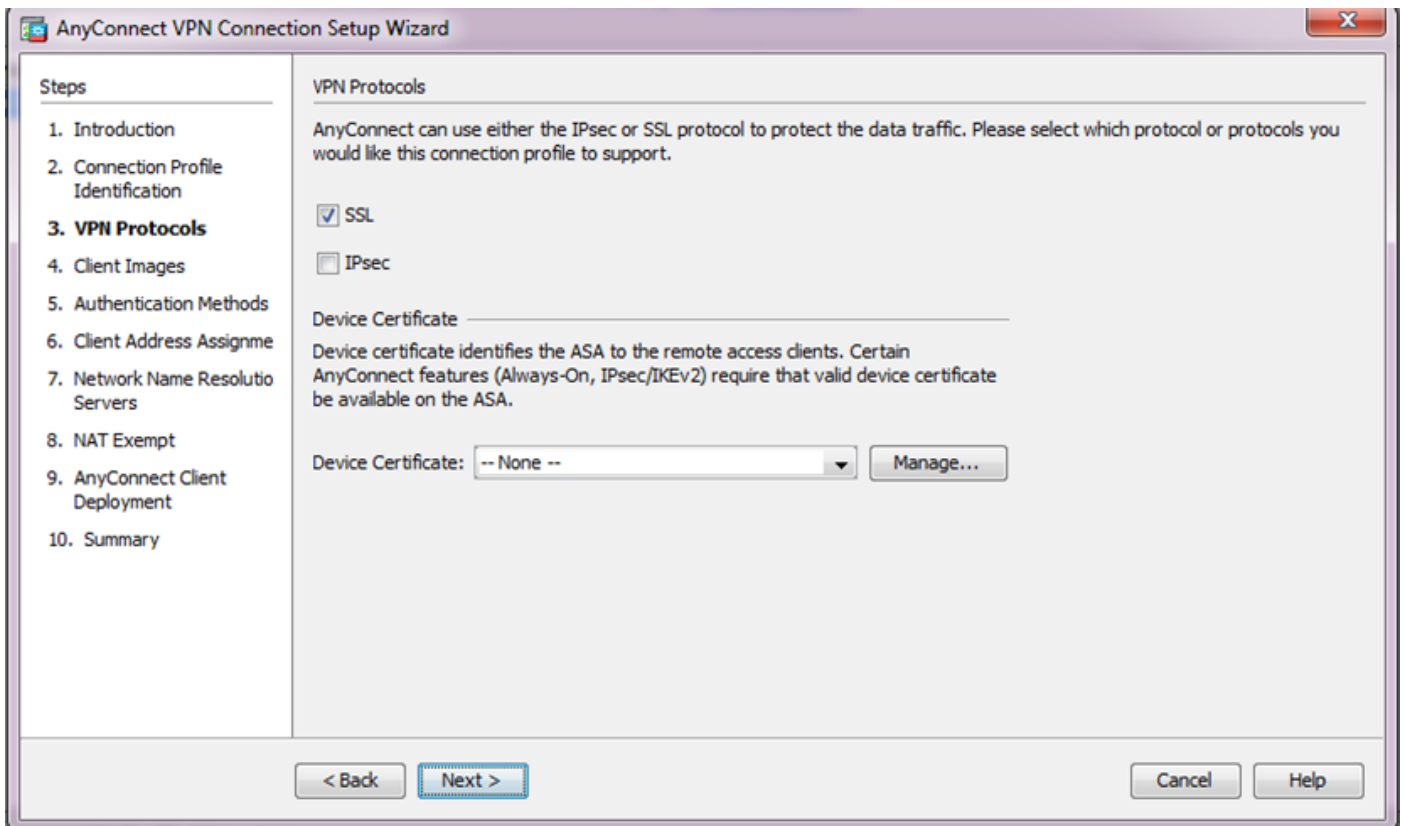 AnyConnect VPN Connection Setup Wizard
Steps
1. Introduction
2. Connection Profile
Identification
3. VPN Protocols
4. Client Images
5. Authentication Methods
6. Client Address Assignme
7. Network Name Resolutio
Servers
8. NAT Exempt
9. AnyConnect Client
Deployment
10. Summary
VPN Protocols
AnyConnect can use either the IPsec or SSL protocol to protect the data traffic. Please select which protocol or protocols you
would like this connection profile to support.
SSL
IPsec
Device Certificate
Device certificate identifies the ASA to the remote access clients. Certain
AnyConnect features (Always-On, IPsec/IKEv2) require that valid device certificate
be available on the ASA.
Device Certificate: -- None -- Manage...
< Back Next > Cancel Help